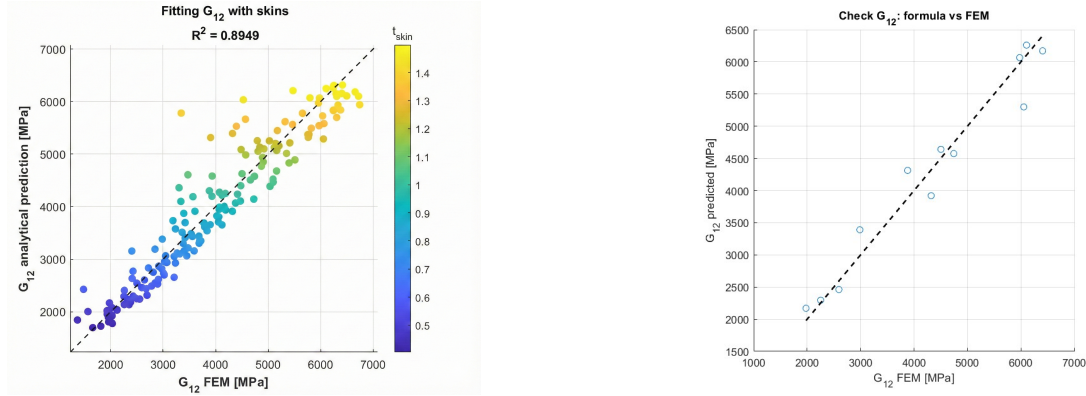 Fitting G12 with skins
R² = 0.8949
tskin
7000
6000
5000
4000
3000
2000
2000 3000 4000 5000 6000 7000
G12 analytical prediction [MPa]
G12 FEM [MPa]
1.4
1.3
1.2
1.1
1
0.9
0.8
0.7
0.6
0.5
Check G12: formula vs FEM
6500
6000
5500
5000
4500
4000
3500
3000
2500
2000
1500
1000 2000 3000 4000 5000 6000 7000
G12 predicted [MPa]
G12 FEM [MPa]